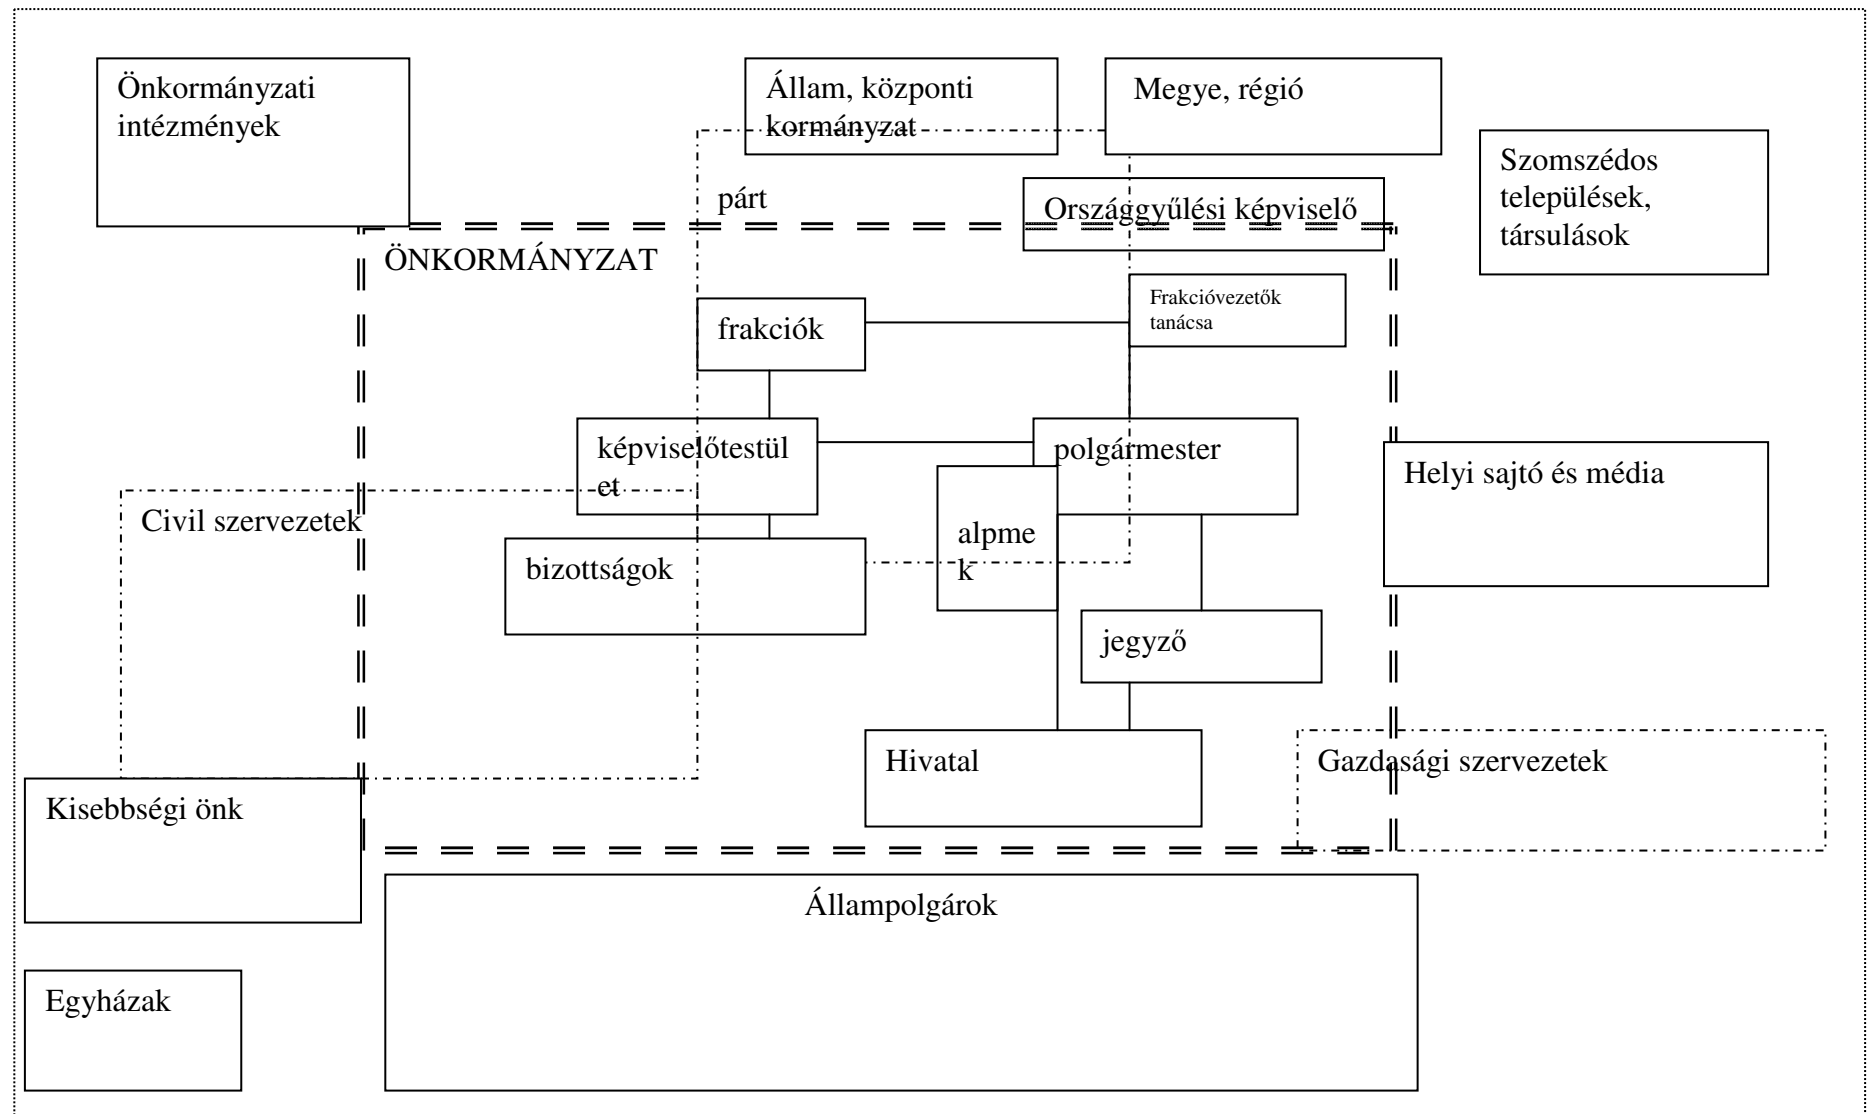 Önkormányzati
intézmények
Állam, központi
kormányzat
Megye, régió
Szomszédos
települések,
társulások
párt
Országgyűlési képviselő
ÖNKORMÁNYZAT
Frakcióvezetők
tanácsa
frakciók
képviselőtestül
et
polgármester
Helyi sajtó és média
Civil szervezetek
alpme
k
bizottságok
jegyző
Hivatal
Gazdasági szervezetek
Kisebbségi önk
Állampolgárok
Egyházak